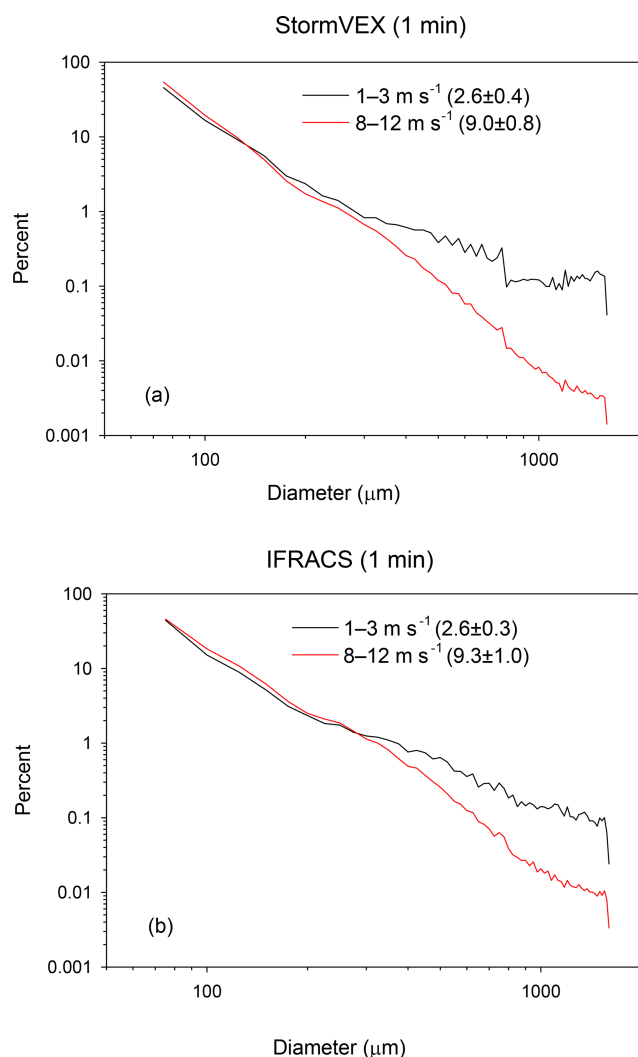 StormVEX (1 min)
100
1–3 m s⁻¹ (2.6±0.4)
8–12 m s⁻¹ (9.0±0.8)
10
1
Percent
0.1
0.01
(a)
0.001
100
1000
Diameter (μm)
IFRACS (1 min)
100
1–3 m s⁻¹ (2.6±0.3)
8–12 m s⁻¹ (9.3±1.0)
10
1
Percent
0.1
0.01
(b)
0.001
100
1000
Diameter (μm)